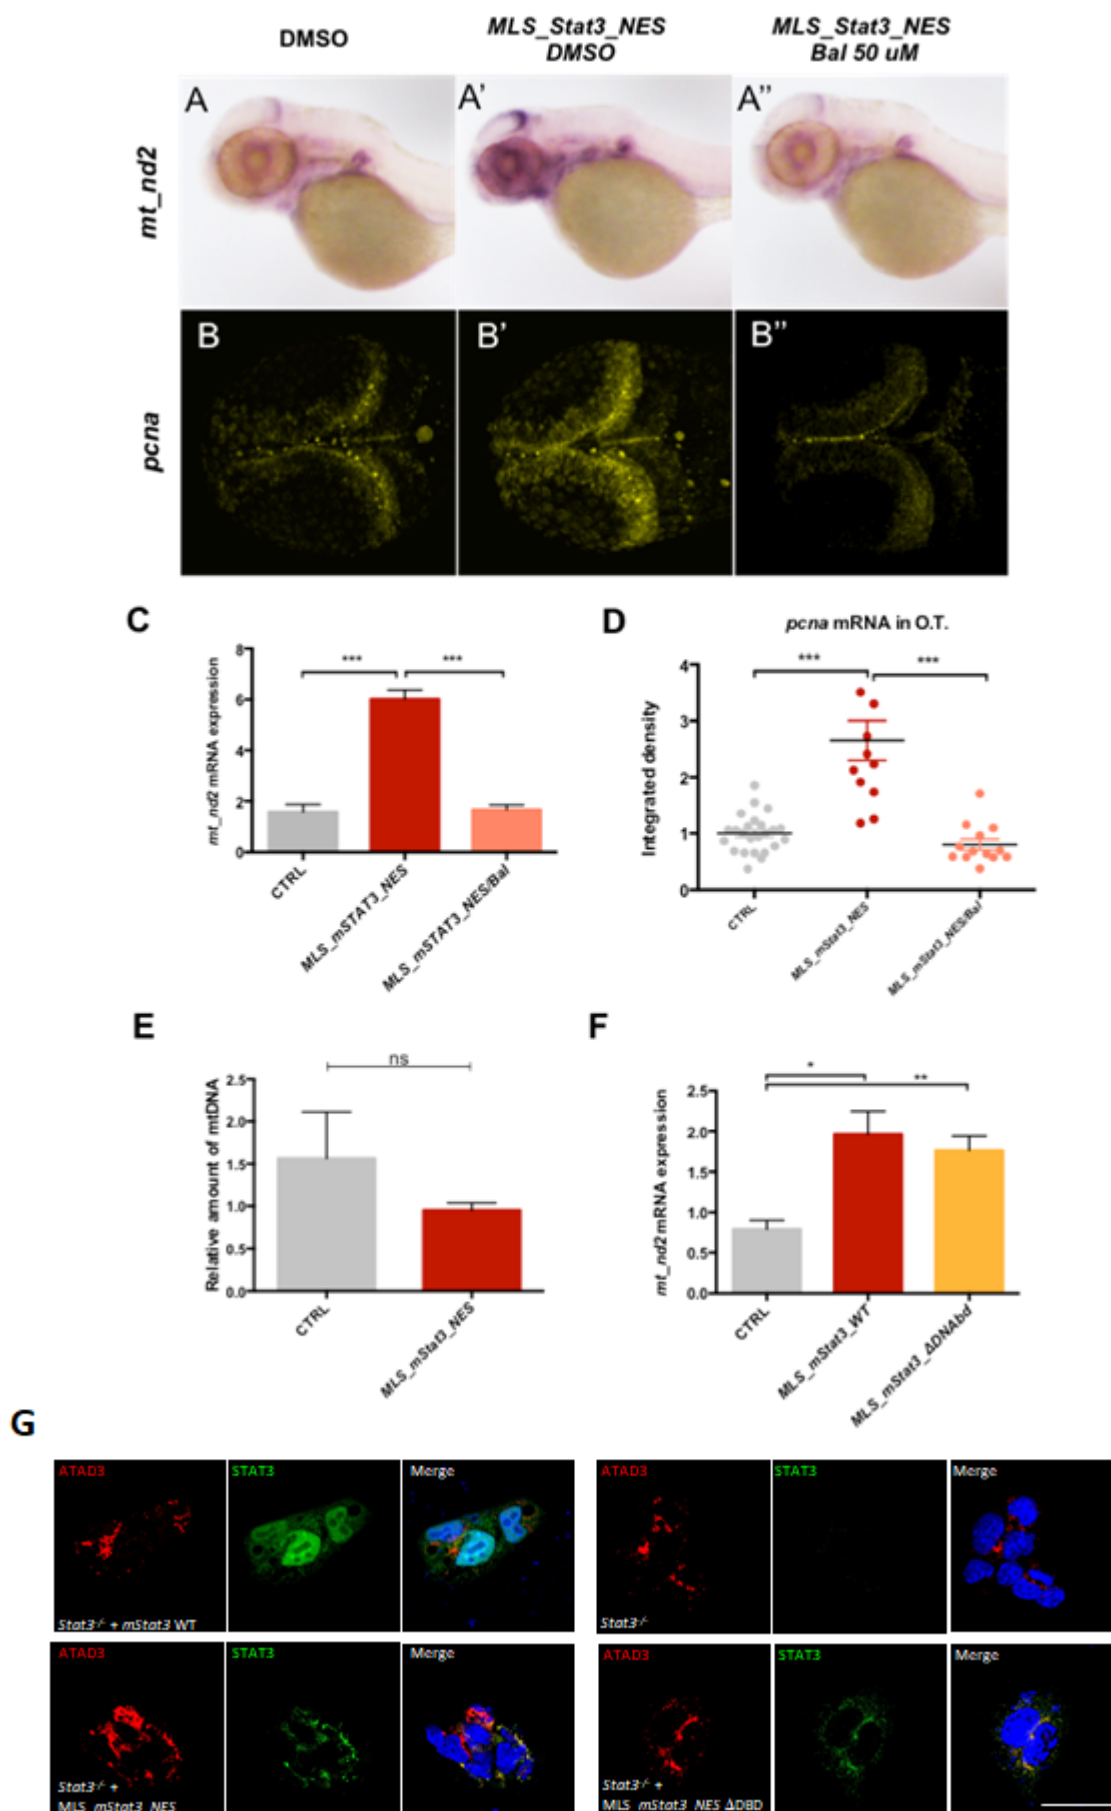 DMSO
MLS_Stat3_NES
DMSO
MLS_Stat3_NES
Bal 50 uM
A
A'
A''
mt_nd2
B
B'
B''
pcna
C
mt_nd2 mRNA expression
8
6
4
2
0
***
***
CTRL
MLS_mSTAT3_NES
MLS_mSTAT3_NES/Bal
D
pcna mRNA in O.T.
Integrated density
4
3
2
1
0
***
***
CTRL
MLS_mStat3_NES
MLS_mStat3_NES/Bal
E
Relative amount of mtDNA
2.5
2.0
1.5
1.0
0.5
0.0
ns
CTRL
MLS_mStat3_NES
F
mt_nd2 mRNA expression
2.5
2.0
1.5
1.0
0.5
0.0
*
**
CTRL
MLS_mStat3_WT
MLS_mStat3_ΔDNAbd
G
ATAD3
STAT3
Merge
Stat3-/- + mStat3 WT
ATAD3
STAT3
Merge
Stat3-/-
ATAD3
STAT3
Merge
Stat3-/- +
MLS_mStat3_NES
ATAD3
STAT3
Merge
Stat3-/- +
MLS_mStat3_NES ΔDBD